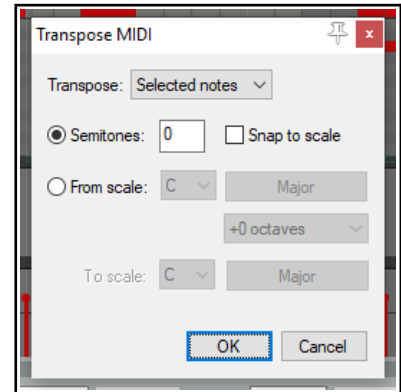 Transpose MIDI
Transpose: Selected notes
Semitones: 0 Snap to scale
From scale: C Major
+0 octaves
To scale: C Major
OK Cancel